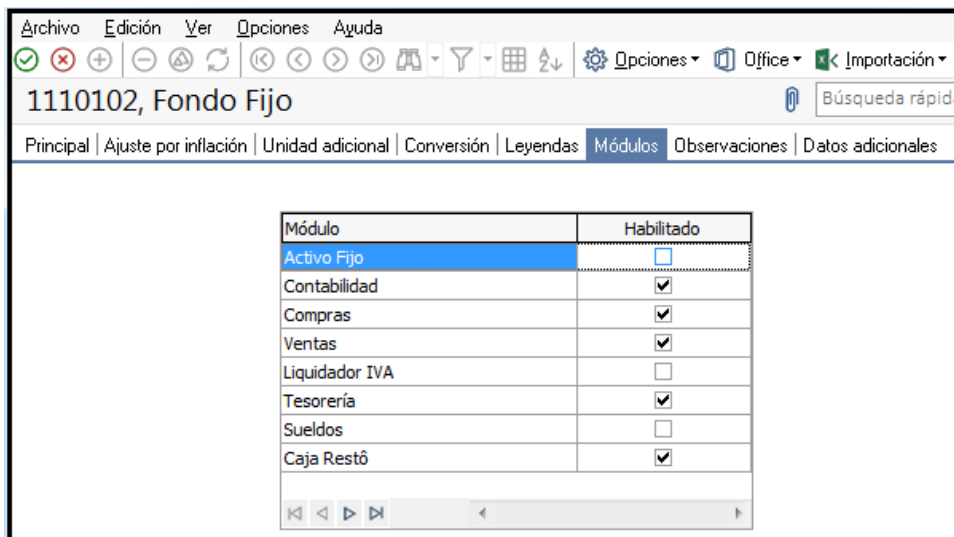 Archivo Edición Ver Opciones Ayuda
Opciones Office Importación
1110102, Fondo Fijo
Búsqueda rápid
Principal Ajuste por inflación Unidad adicional Conversión Leyendas Módulos Observaciones Datos adicionales
Módulo Habilitado
Activo Fijo
Contabilidad
Compras
Ventas
Liquidador IVA
Tesorería
Sueldos
Caja Restô